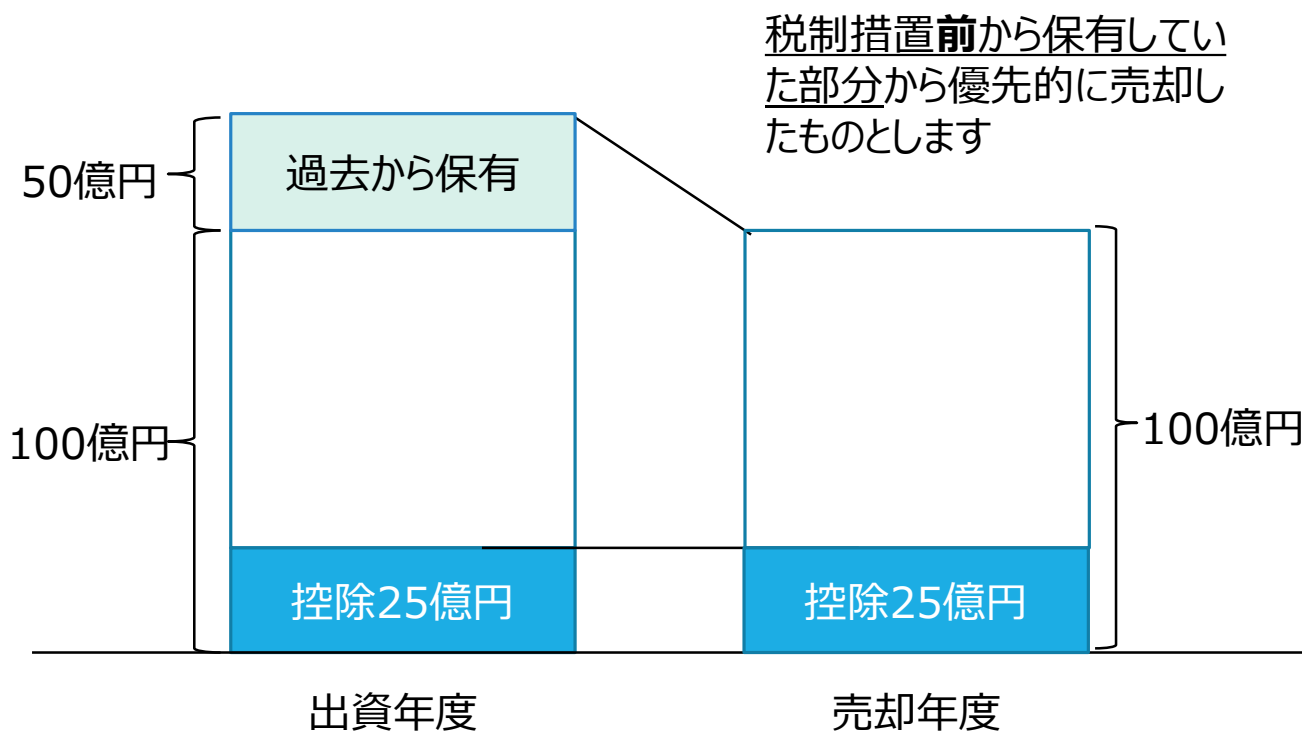 税制措置前から保有してい
た部分から優先的に売却し
たものとします
50億円
過去から保有
100億円
100億円
控除25億円
控除25億円
出資年度
売却年度